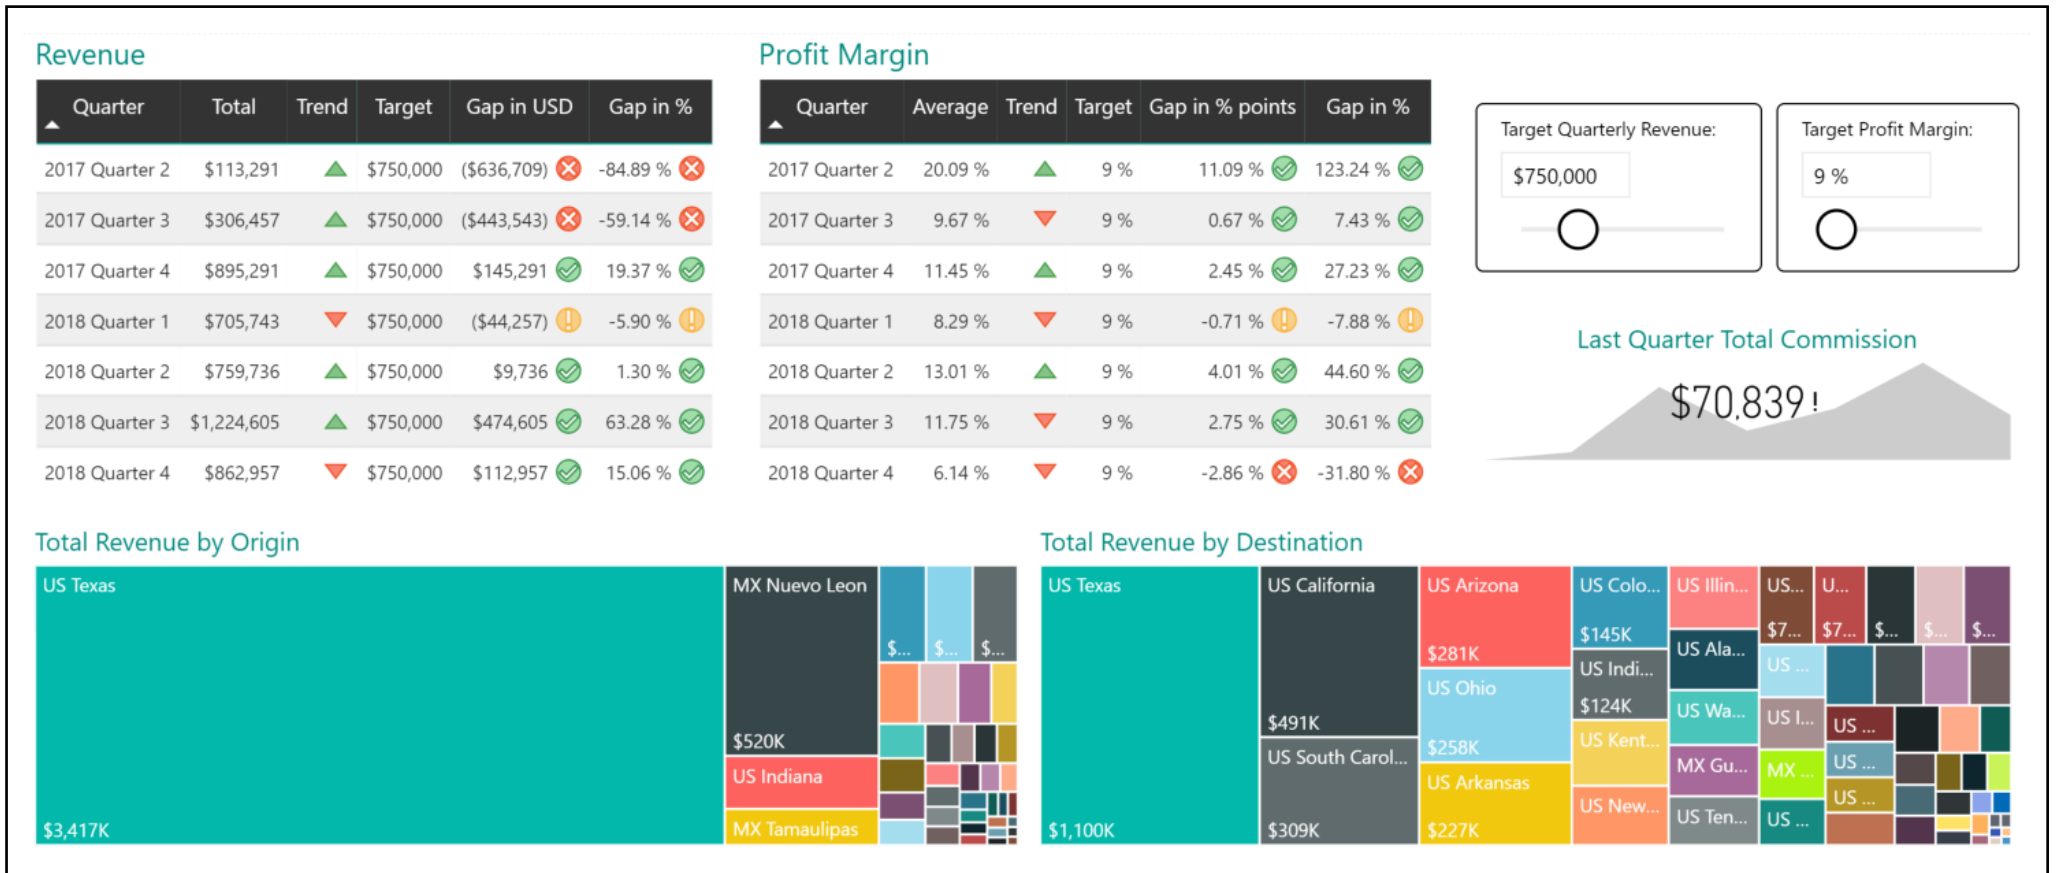 Revenue
Quarter Total Trend Target Gap in USD Gap in %
2017 Quarter 2 $113,291 $750,000 ($636,709) -84.89 %
2017 Quarter 3 $306,457 $750,000 ($443,543) -59.14 %
2017 Quarter 4 $895,291 $750,000 $145,291 19.37 %
2018 Quarter 1 $705,743 $750,000 ($44,257) -5.90 %
2018 Quarter 2 $759,736 $750,000 $9,736 1.30 %
2018 Quarter 3 $1,224,605 $750,000 $474,605 63.28 %
2018 Quarter 4 $862,957 $750,000 $112,957 15.06 %
Profit Margin
Quarter Average Trend Target Gap in % points Gap in %
2017 Quarter 2 20.09 % 9 % 11.09 % 123.24 %
2017 Quarter 3 9.67 % 9 % 0.67 % 7.43 %
2017 Quarter 4 11.45 % 9 % 2.45 % 27.23 %
2018 Quarter 1 8.29 % 9 % -0.71 % -7.88 %
2018 Quarter 2 13.01 % 9 % 4.01 % 44.60 %
2018 Quarter 3 11.75 % 9 % 2.75 % 30.61 %
2018 Quarter 4 6.14 % 9 % -2.86 % -31.80 %
Target Quarterly Revenue:
$750,000
Target Profit Margin:
9 %
Last Quarter Total Commission
$70,839!
Total Revenue by Origin
US Texas
$3,417K
MX Nuevo Leon
$520K
US Indiana
MX Tamaulipas
$...
$...
$...
Total Revenue by Destination
US Texas
$1,100K
US California
$491K
US South Carol...
$309K
US Arizona
$281K
US Ohio
$258K
US Arkansas
$227K
US Colo...
$145K
US Indi...
$124K
US Kent...
US New...
US Illin...
US Ala...
US Wa...
MX Gu...
US Ten...
US...
$7...
U...
$7...
$...
$...
$...
US ...
US I...
MX ...
US ...
US ...
US ...
US ...